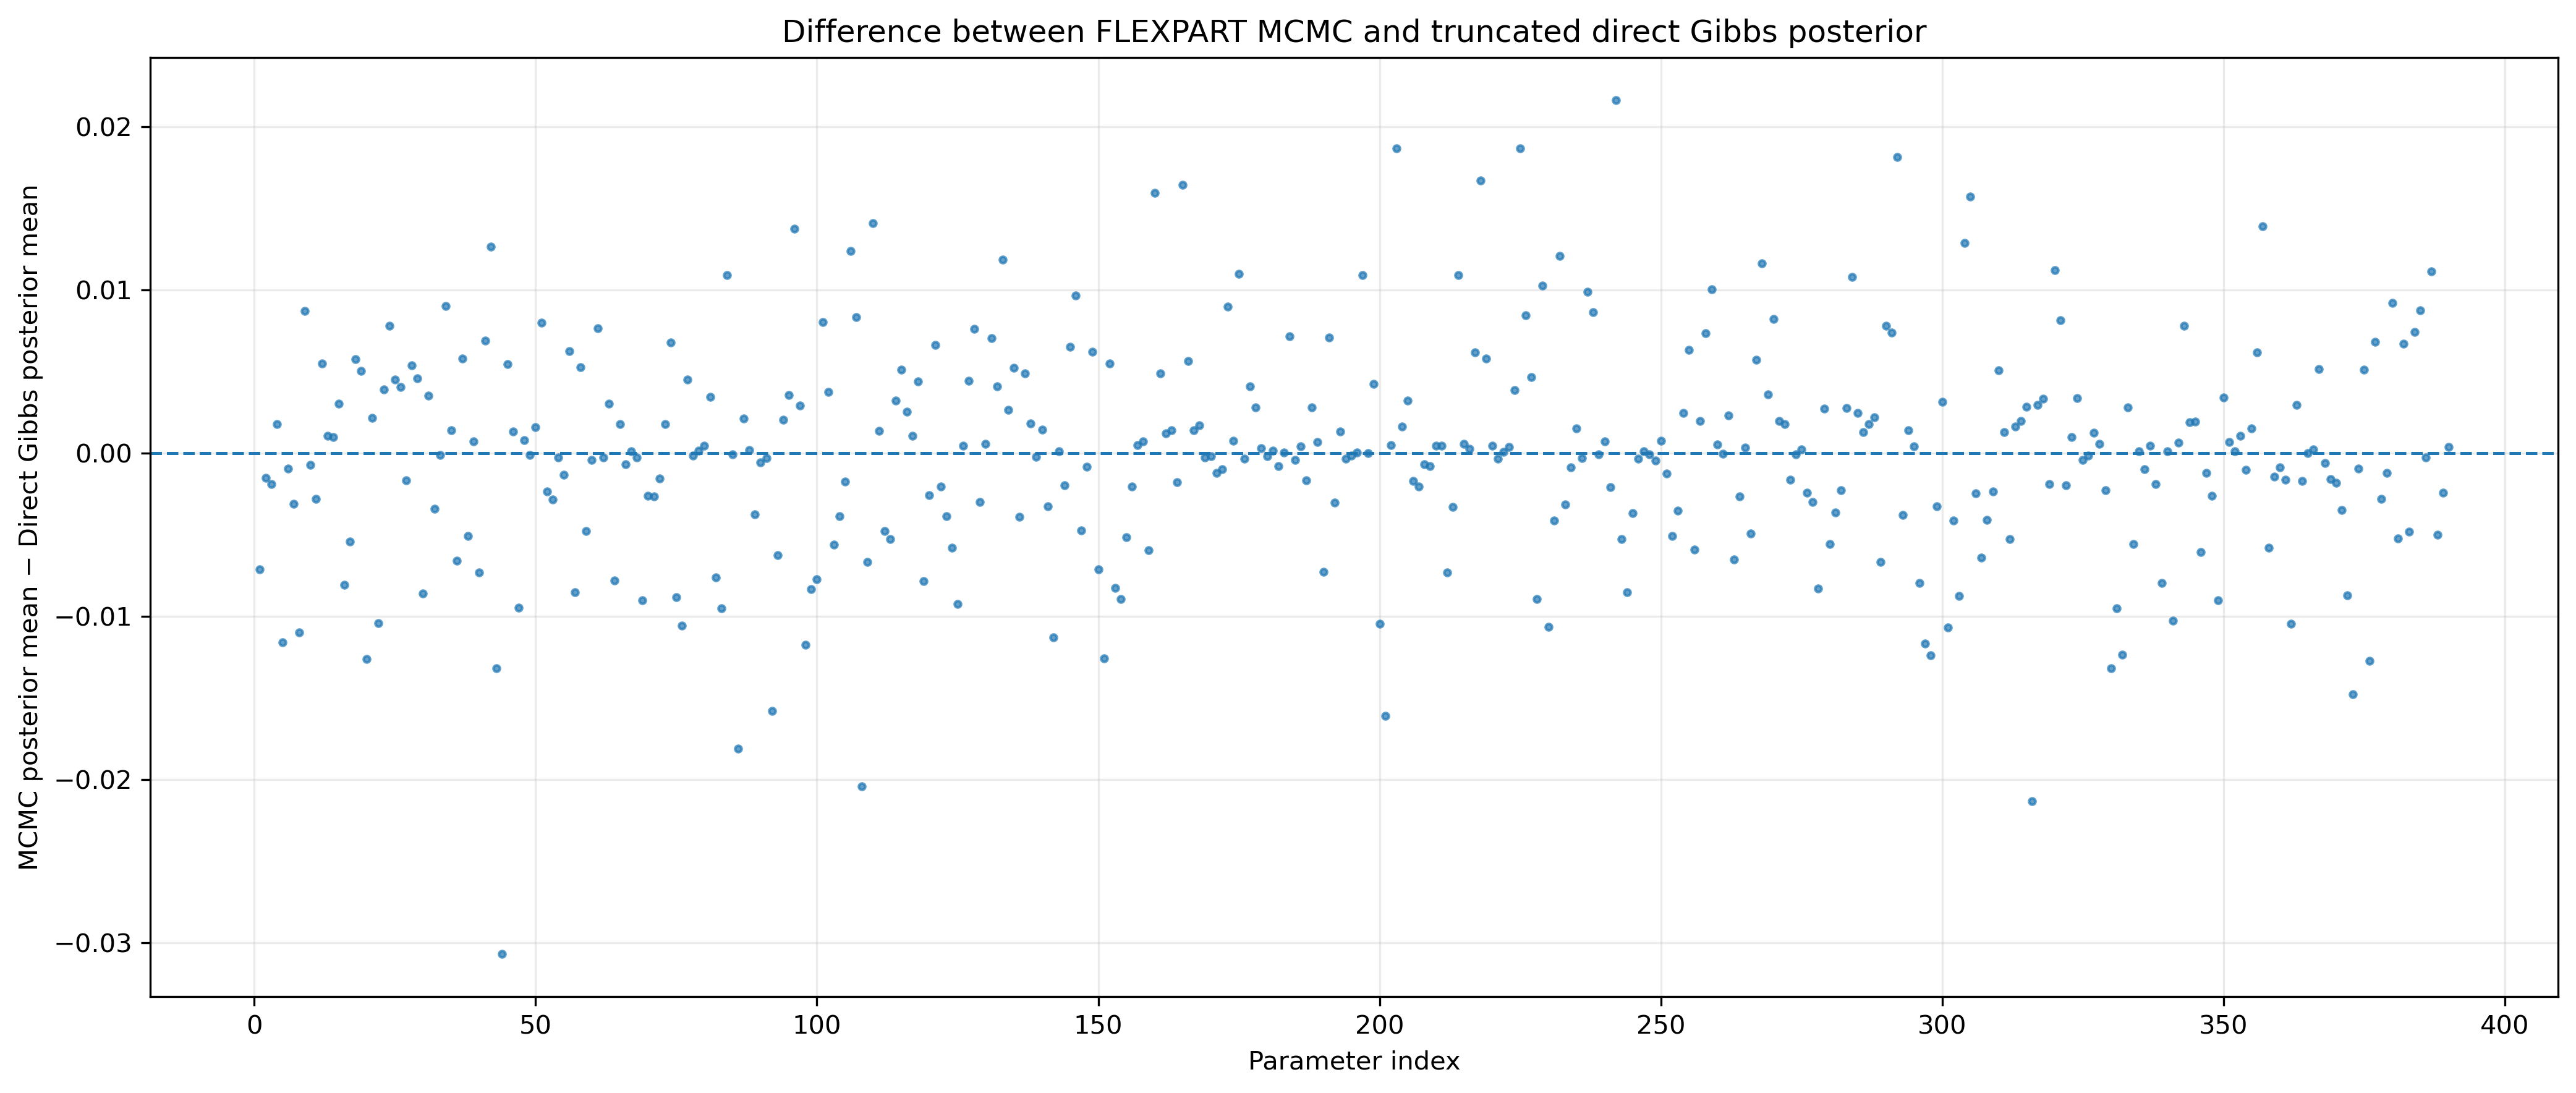 Difference between FLEXPART MCMC and truncated direct Gibbs posterior
MCMC posterior mean − Direct Gibbs posterior mean
0.02
0.01
0.00
−0.01
−0.02
−0.03
0 50 100 150 200 250 300 350 400
Parameter index